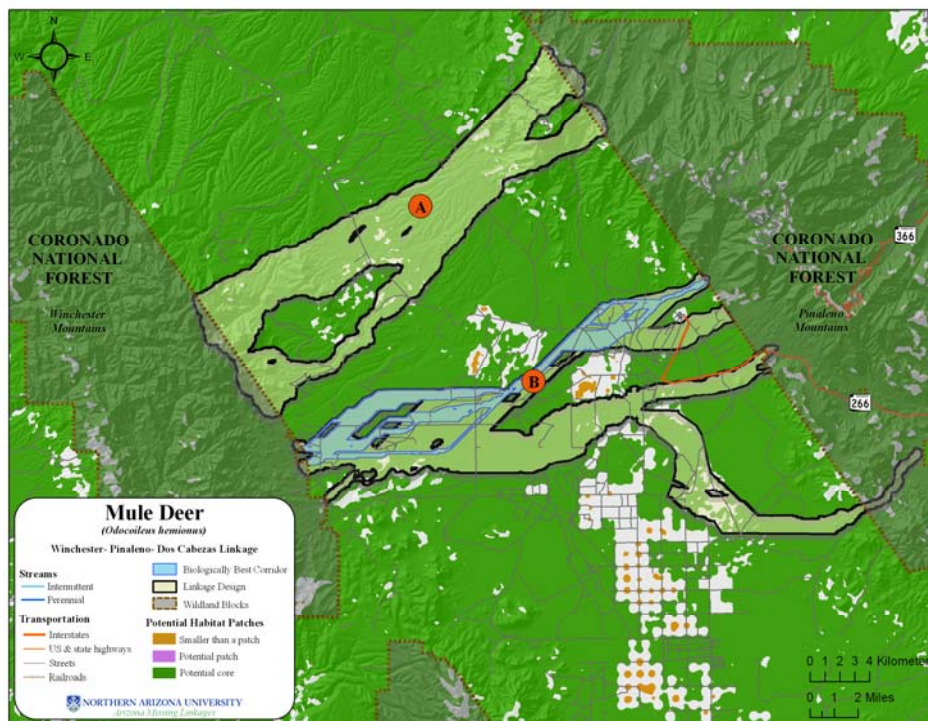 N
W E
S
A
CORONADO
NATIONAL
FOREST
Winchester
Mountains
CORONADO
NATIONAL
FOREST
366
Pinaleno
Mountains
B
266
Mule Deer
(Odocoileus hemionus)
Winchester- Pinaleno- Dos Cabezas Linkage
Streams
Intermittent
Perennial
Transportation
Interstates
US & state highways
Streets
Railroads
Biologically Best Corridor
Linkage Design
Wildland Blocks
Potential Habitat Patches
Smaller than a patch
Potential patch
Potential core
NORTHERN ARIZONA UNIVERSITY
Arizona Missing Linkages
0 1 2 3 4 Kilometer
0 1 2 Miles